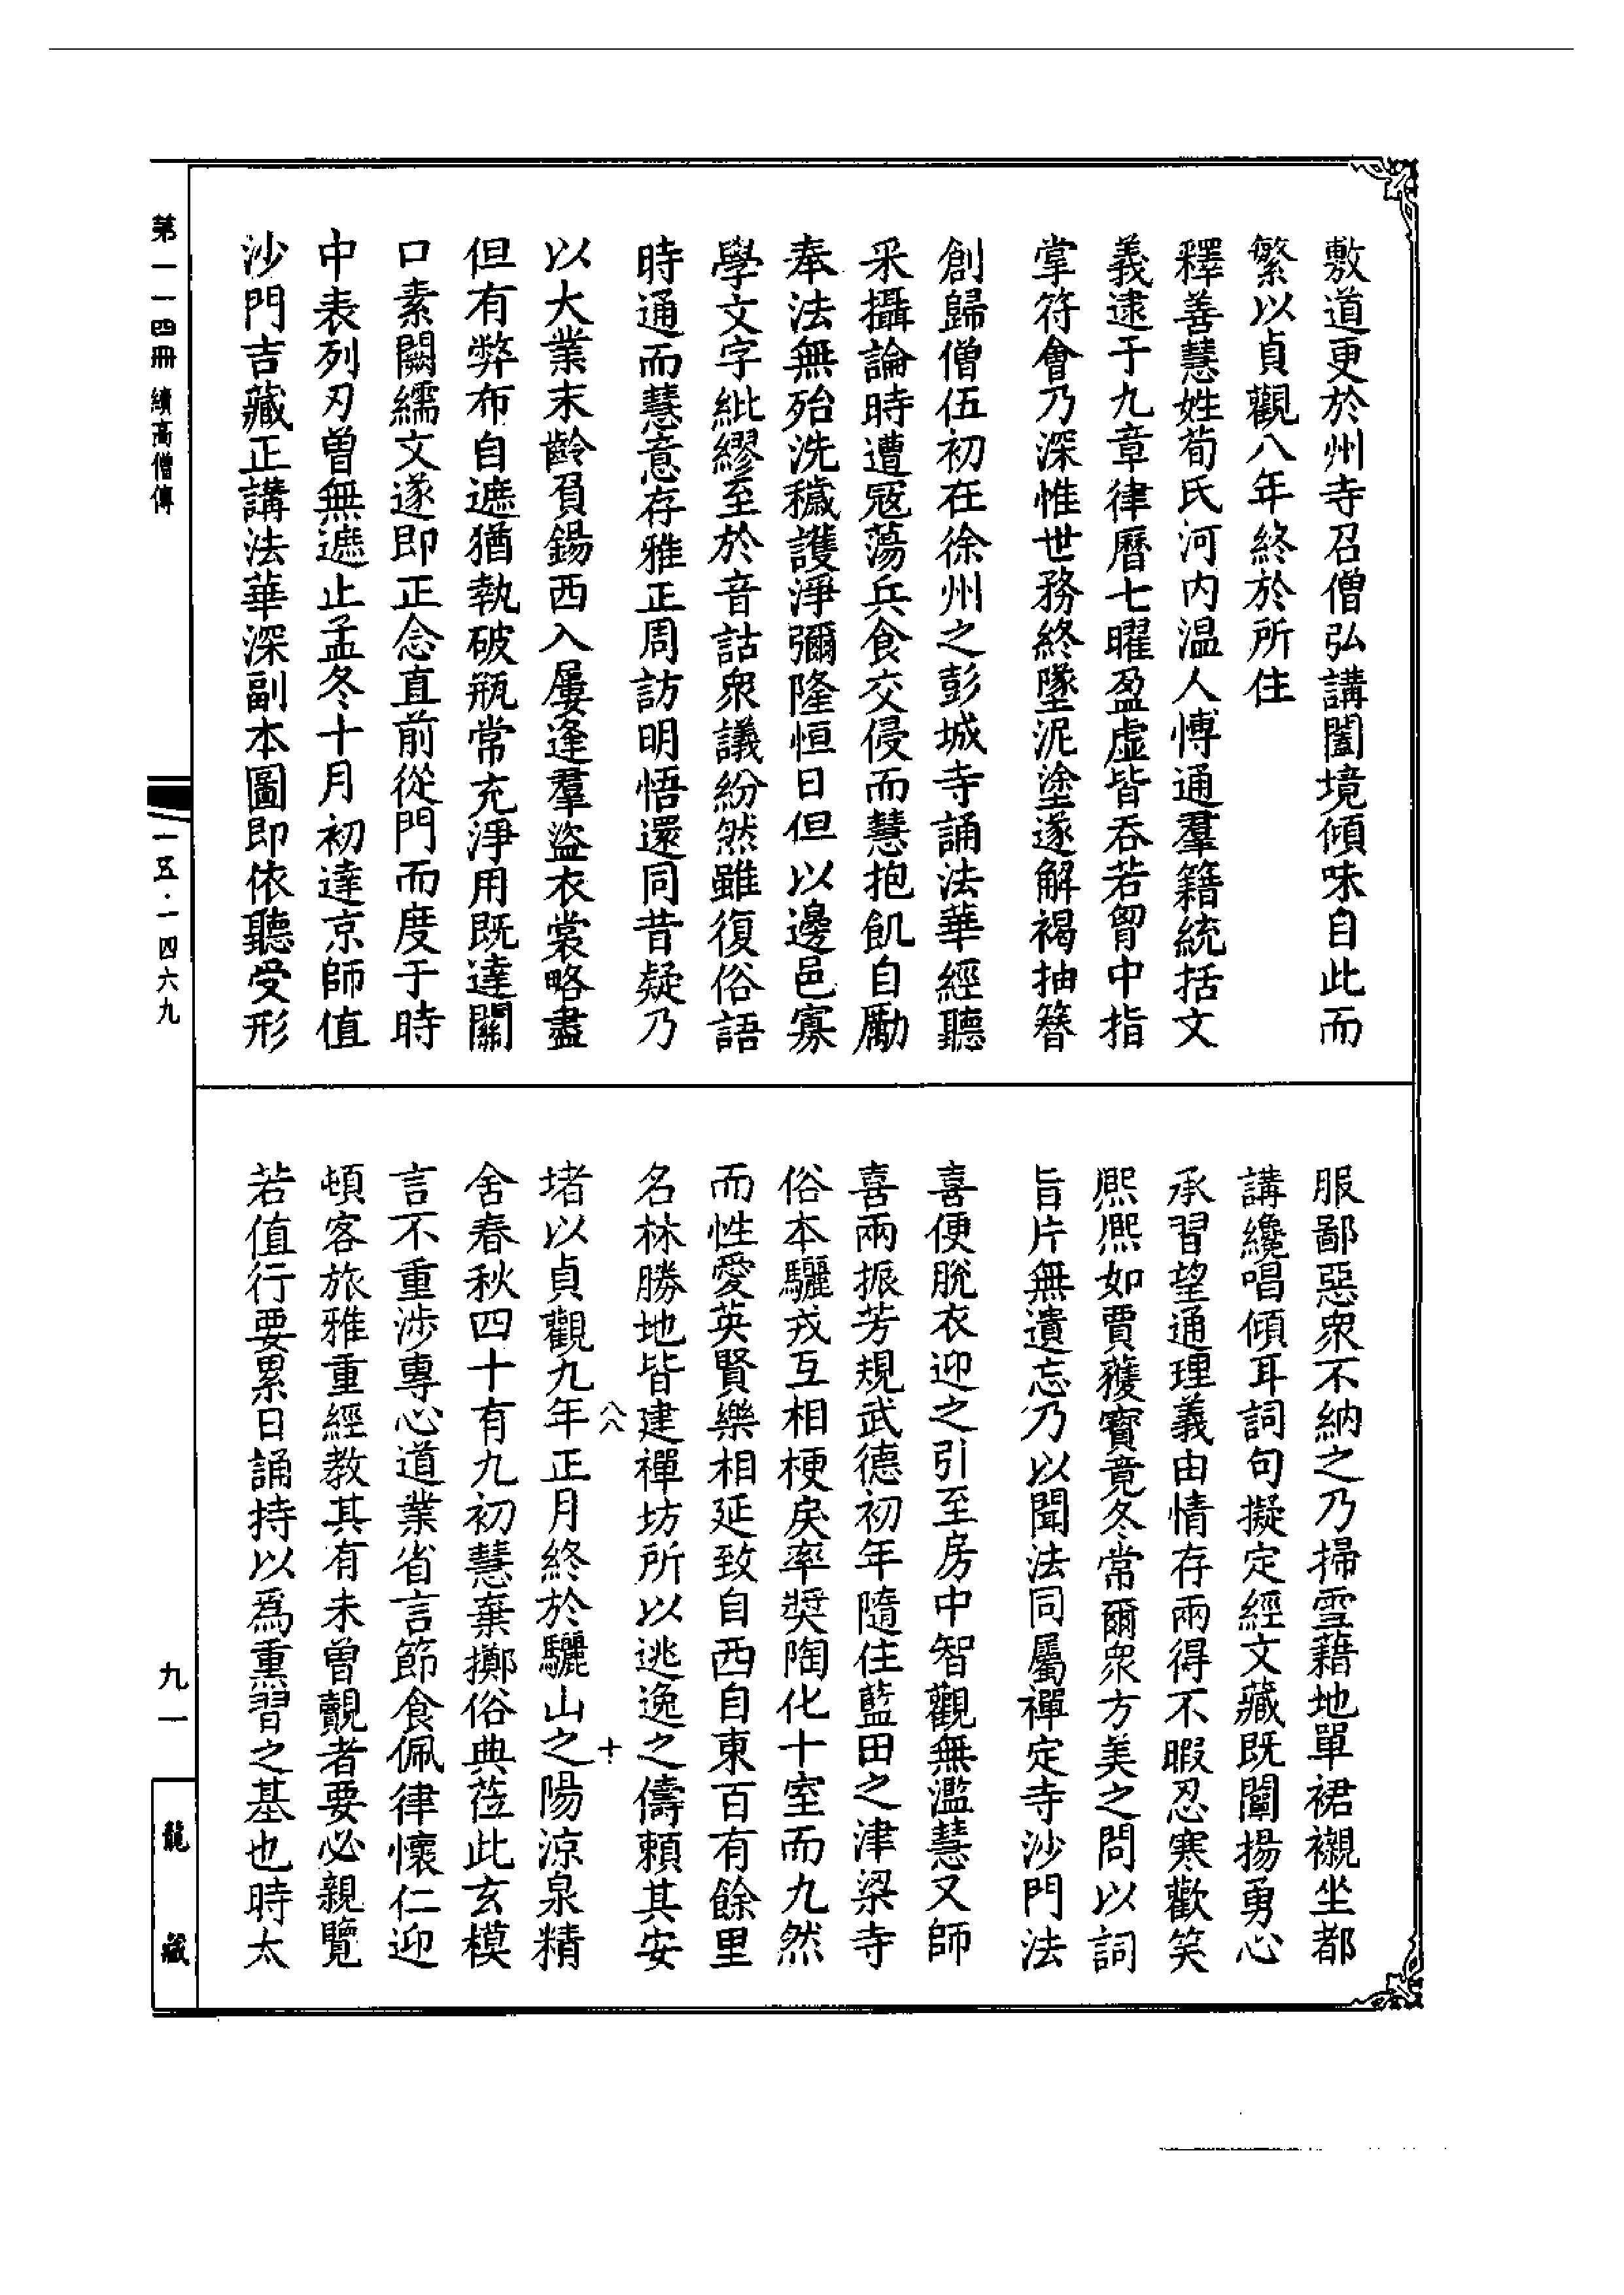 敷道更於州寺召僧弘講闔境傾味自此而
繁以貞觀八年終於所住
釋善慧姓荀氏河内温人愽通羣籍統括文
義逮于九章律曆七曜盈虚皆吞若胷中指
掌符會乃深惟世務終墜泥塗遂解褐抽簪
創歸僧伍初在徐州之彭城寺誦法華經聽
釆攝論時遭冦蕩兵食交侵而慧抱飢自勵
奉法無殆洗穢護淨彌隆恒日但以邊邑寡
學文字紕繆至於音詁衆議紛然雖復俗語
時通而慧意存雅正周訪明悟還同昔疑乃
以大業末齡負錫西入屢逢羣盜衣裳略盡
但有弊布自遮猶執破瓶常充淨用既達關
口素闕繻文遂即正念直前從門而度于時
中表列刃曾無遮止孟冬十月初達京師值
沙門吉藏正講法華深副本圖即依聽受形
服鄙惡衆不納之乃掃雪藉地單裙襯坐都
講纔唱傾耳詞句擬定經文藏既闡揚勇心
承習望通理義由情存兩得不暇忍寒歡笑
熈熈如賈獲寶竟冬常爾衆方美之問以詞
旨片無遺忘乃以聞法同屬禪定寺沙門法
喜便脫衣迎之引至房中智觀無濫慧又師
喜兩振芳規武德初年隨住藍田之津梁寺
俗本驪戎互相梗戾率獎陶化十室而九然
而性愛英賢樂相延致自西自東百有餘里
名林勝地皆建禪坊所以逃逸之儔賴其安
八八 十
堵以貞觀九年正月終於驪山之陽涼泉精
舍春秋四十有九初慧棄擲俗典莅此玄模
言不重涉專心道業省言節食佩律懷仁迎
頓客旅雅重經教其有未曾覿者要必親覽
若值行要累日誦持以爲熏習之基也時太
第一一四冊 續高僧傳
一五·一四六九
九一
龍藏